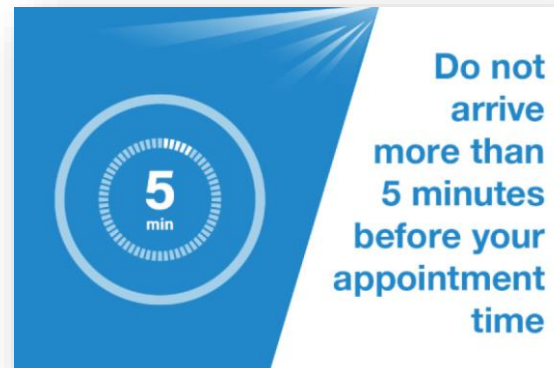 5
min
Do not
arrive
more than
5 minutes
before your
appointment
time